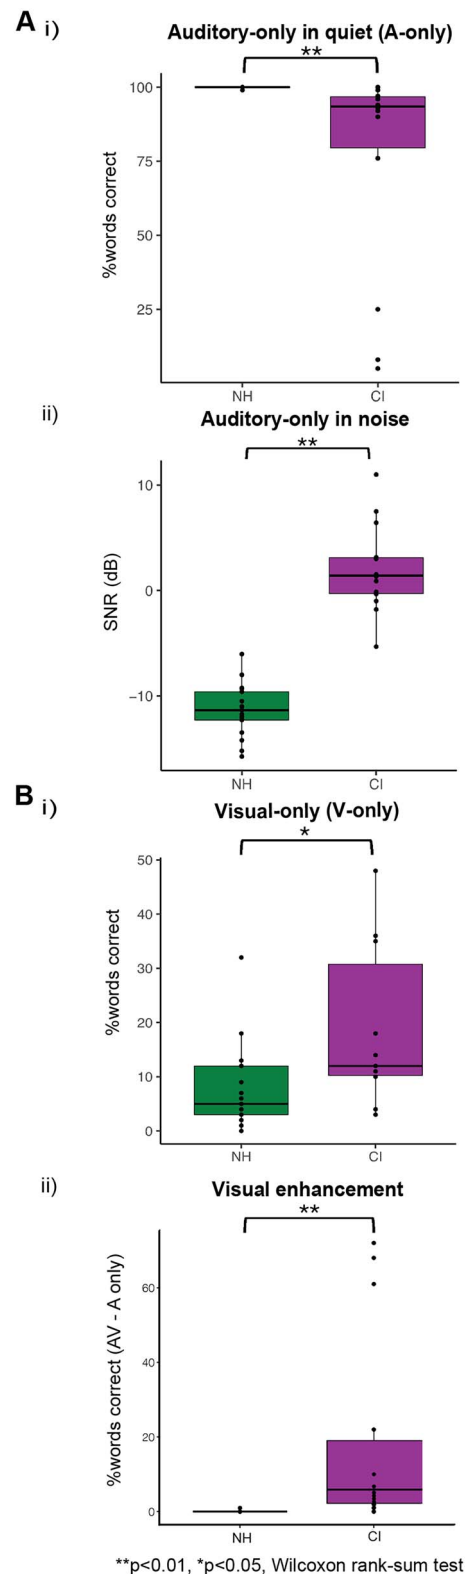 A i)
Auditory-only in quiet (A-only)
**
100
75
50
25
%words correct
NH
CI
ii)
Auditory-only in noise
**
10
0
−10
SNR (dB)
NH
CI
B i)
Visual-only (V-only)
*
50
40
30
20
10
0
%words correct
NH
CI
ii)
Visual enhancement
**
60
40
20
0
%words correct (AV - A only)
NH
CI
**p<0.01, *p<0.05, Wilcoxon rank-sum test